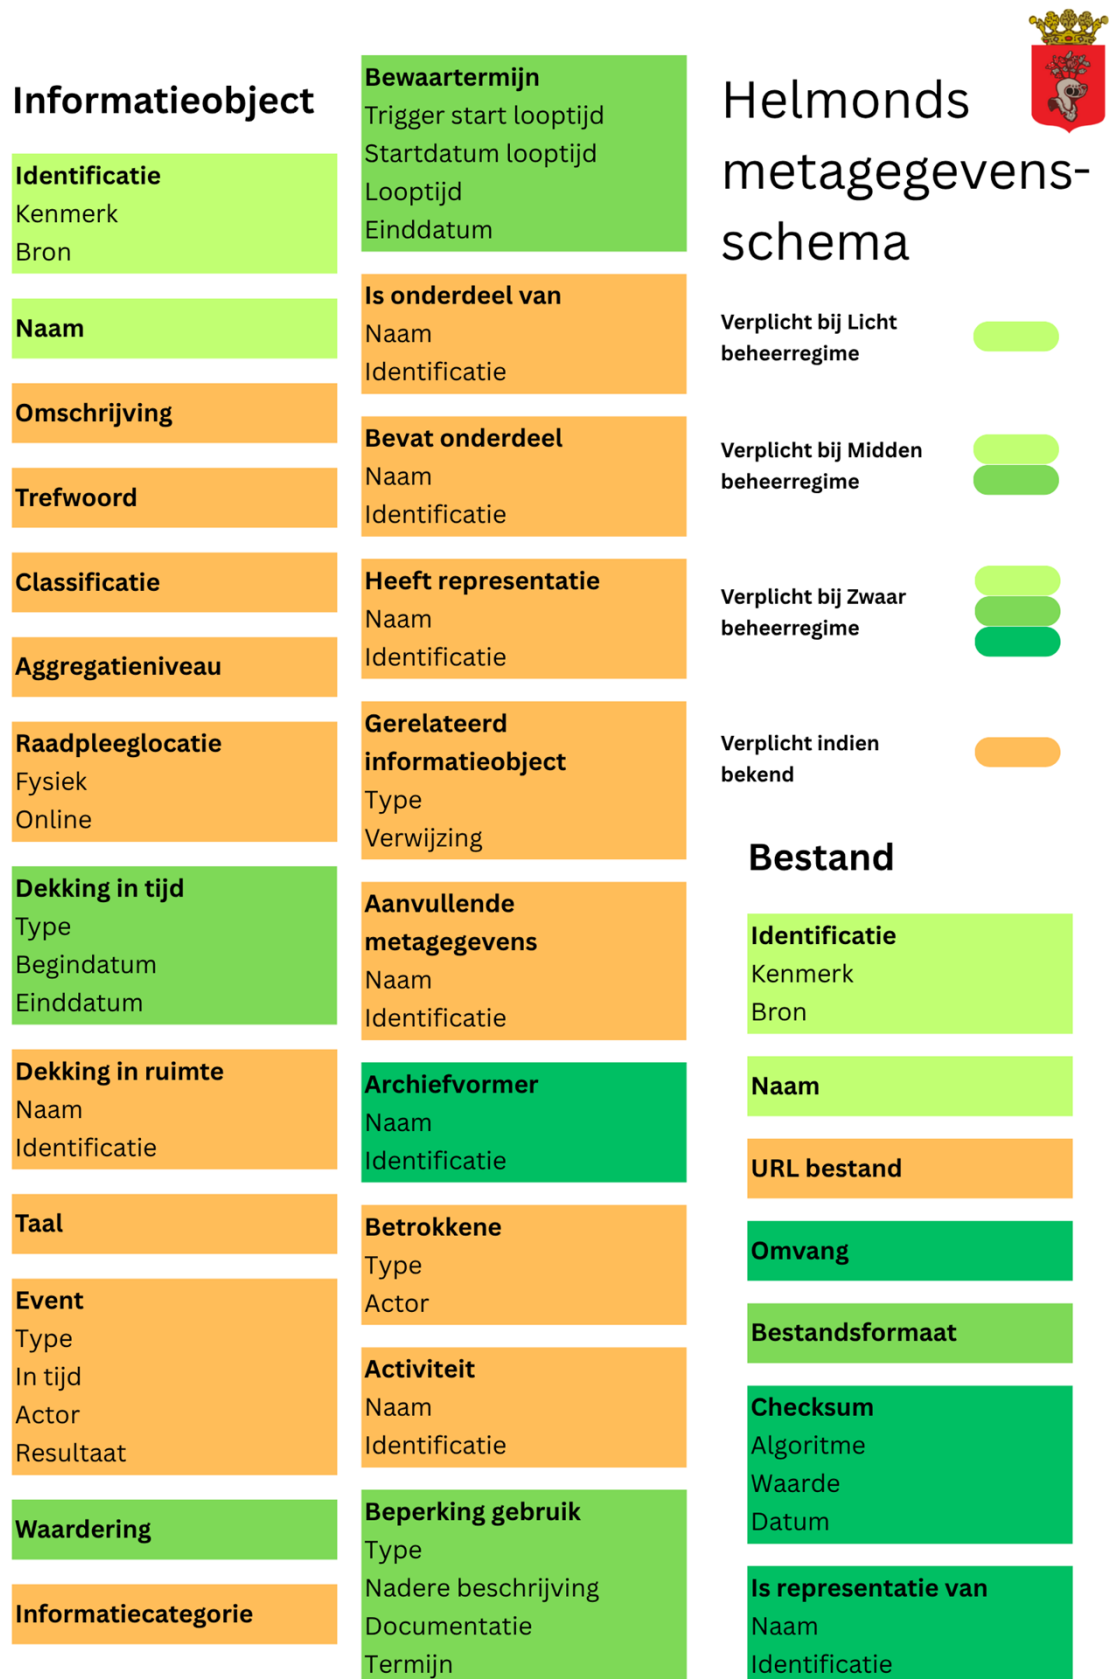 Informatieobject
Identificatie
Kenmerk
Bron
Naam
Omschrijving
Trefwoord
Classificatie
Aggregatieniveau
Raadpleeglocatie
Fysiek
Online
Dekking in tijd
Type
Begindatum
Einddatum
Dekking in ruimte
Naam
Identificatie
Taal
Event
Type
In tijd
Actor
Resultaat
Waardering
Informatiecategorie
Bewaartermijn
Trigger start looptijd
Startdatum looptijd
Looptijd
Einddatum
Is onderdeel van
Naam
Identificatie
Bevat onderdeel
Naam
Identificatie
Heeft representatie
Naam
Identificatie
Gerelateerd
informatieobject
Type
Verwijzing
Aanvullende
metagegevens
Naam
Identificatie
Archiefvormer
Naam
Identificatie
Betrokkene
Type
Actor
Activiteit
Naam
Identificatie
Beperking gebruik
Type
Nadere beschrijving
Documentatie
Termijn
Helmonds
metagegevens-
schema
Verplicht bij Licht
beheerregime
Verplicht bij Midden
beheerregime
Verplicht bij Zwaar
beheerregime
Verplicht indien
bekend
Bestand
Identificatie
Kenmerk
Bron
Naam
URL bestand
Omvang
Bestandsformaat
Checksum
Algoritme
Waarde
Datum
Is representatie van
Naam
Identificatie